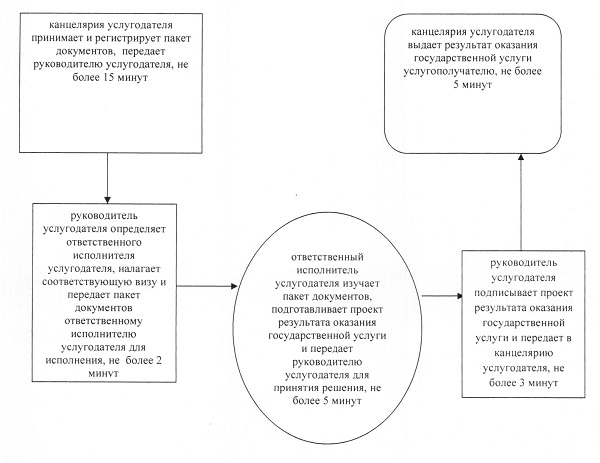 канцелярия услугодателя
принимает и регистрирует пакет
документов, передает
руководителю услугодателя, не
более 15 минут
руководитель
услугодателя определяет
ответственного
исполнителя
услугодателя, налагает
соответствующую визу и
передает пакет
документов
ответственному
исполнителю
услугодателя для
исполнения, не более 2
минут
ответственный
исполнитель
услугодателя изучает
пакет документов,
подготавливает проект
результата оказания
государственной услуги
и передает
руководителю
услугодателя для
принятия решения, не
более 5 минут
руководитель
услугодателя
подписывает проект
результата оказания
государственной
услуги и передает в
канцелярию
услугодателя, не
более 3 минут
канцелярия услугодателя
выдает результат оказания
государственной услуги
услугополучателю, не более
5 минут